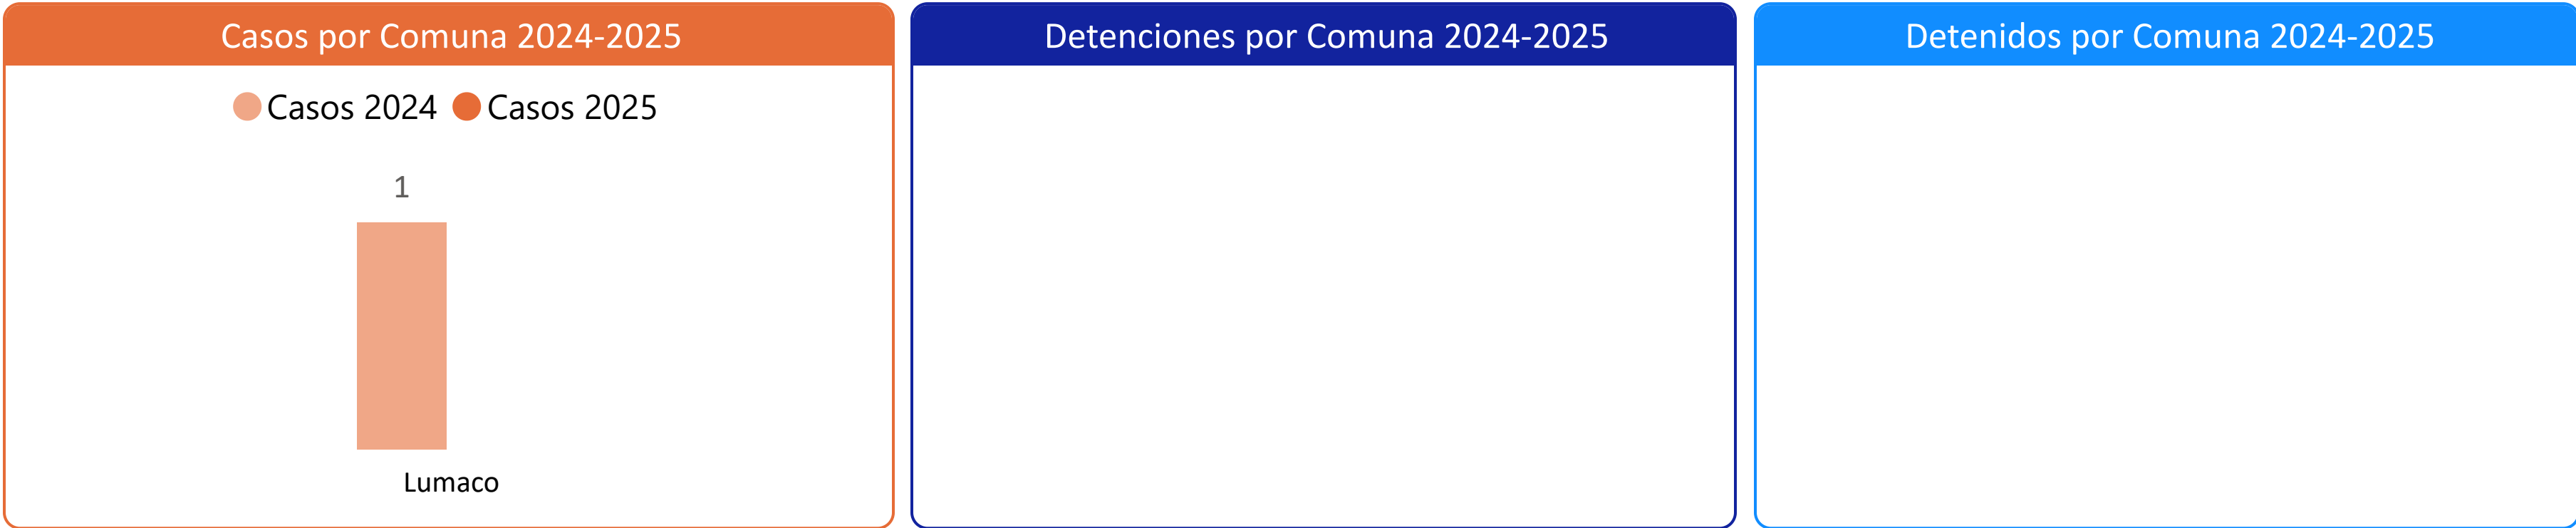 Casos por Comuna 2024-2025
Casos 2024 Casos 2025
1
Lumaco
Detenciones por Comuna 2024-2025
Detenidos por Comuna 2024-2025